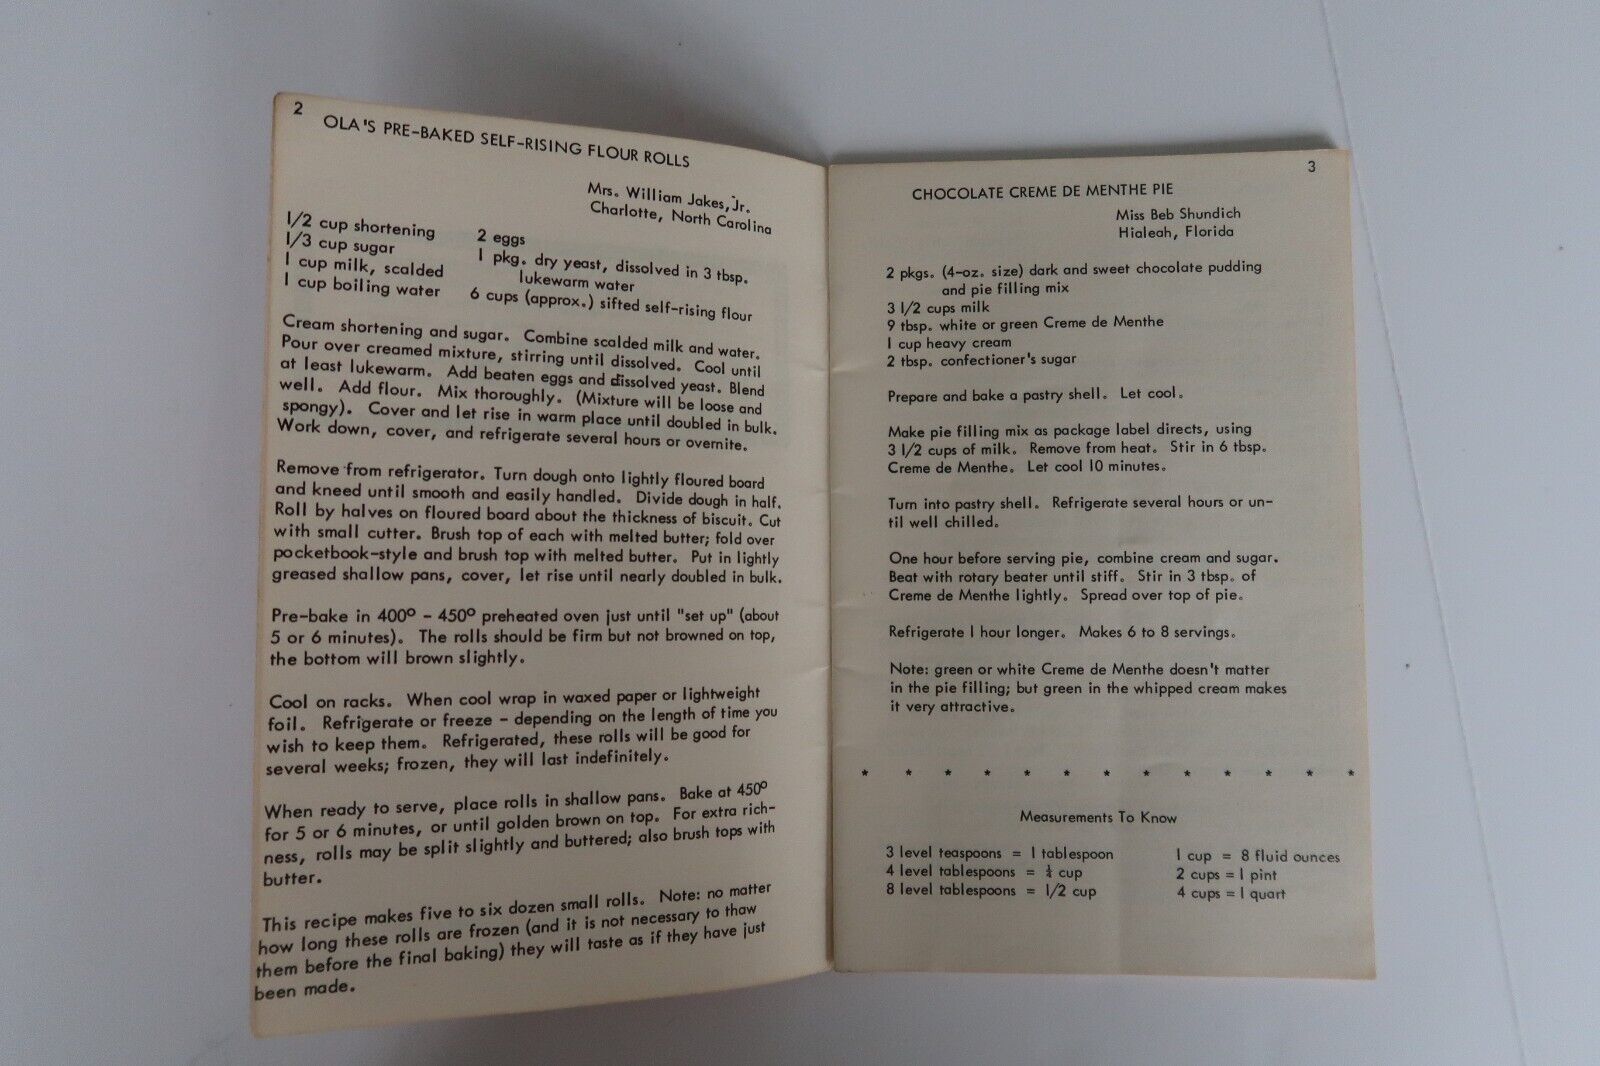 2
OLA'S PRE-BAKED SELF-RISING FLOUR ROLLS
Mrs. William Jakes, Jr.
Charlotte, North Carolina
1/2 cup shortening
1/3 cup sugar
1 cup milk, scalded
1 cup boiling water
2 eggs
1 pkg. dry yeast, dissolved in 3 tbsp.
lukewarm water
6 cups (approx.) sifted self-rising flour
Cream shortening and sugar. Combine scalded milk and water.
Pour over creamed mixture, stirring until dissolved. Cool until
at least lukewarm. Add beaten eggs and dissolved yeast. Blend
well. Add flour. Mix thoroughly. (Mixture will be loose and
spongy). Cover and let rise in warm place until doubled in bulk.
Work down, cover, and refrigerate several hours or overnite.
Remove from refrigerator. Turn dough onto lightly floured board
and kneed until smooth and easily handled. Divide dough in half.
Roll by halves on floured board about the thickness of biscuit. Cut
with small cutter. Brush top of each with melted butter; fold over
pocketbook-style and brush top with melted butter. Put in lightly
greased shallow pans, cover, let rise until nearly doubled in bulk.
Pre-bake in 400° - 450° preheated oven just until "set up" (about
5 or 6 minutes). The rolls should be firm but not browned on top,
the bottom will brown slightly.
Cool on racks. When cool wrap in waxed paper or lightweight
foil. Refrigerate or freeze - depending on the length of time you
wish to keep them. Refrigerated, these rolls will be good for
several weeks; frozen, they will last indefinitely.
When ready to serve, place rolls in shallow pans. Bake at 450°
for 5 or 6 minutes, or until golden brown on top. For extra rich-
ness, rolls may be split slightly and buttered; also brush tops with
butter.
This recipe makes five to six dozen small rolls. Note: no matter
how long these rolls are frozen (and it is not necessary to thaw
them before the final baking) they will taste as if they have just
been made.
3
CHOCOLATE CREME DE MENTHE PIE
Miss Beb Shundich
Hialeah, Florida
2 pkgs. (4-oz. size) dark and sweet chocolate pudding
and pie filling mix
3 1/2 cups milk
9 tbsp. white or green Creme de Menthe
1 cup heavy cream
2 tbsp. confectioner's sugar
Prepare and bake a pastry shell. Let cool.
Make pie filling mix as package label directs, using
3 1/2 cups of milk. Remove from heat. Stir in 6 tbsp.
Creme de Menthe. Let cool 10 minutes.
Turn into pastry shell. Refrigerate several hours or un-
til well chilled.
One hour before serving pie, combine cream and sugar.
Beat with rotary beater until stiff. Stir in 3 tbsp. of
Creme de Menthe lightly. Spread over top of pie.
Refrigerate 1 hour longer. Makes 6 to 8 servings.
Note: green or white Creme de Menthe doesn't matter
in the pie filling; but green in the whipped cream makes
it very attractive.
* * * * * * * * * * * * *
Measurements To Know
3 level teaspoons = 1 tablespoon
4 level tablespoons = ¼ cup
8 level tablespoons = 1/2 cup
1 cup = 8 fluid ounces
2 cups = 1 pint
4 cups = 1 quart